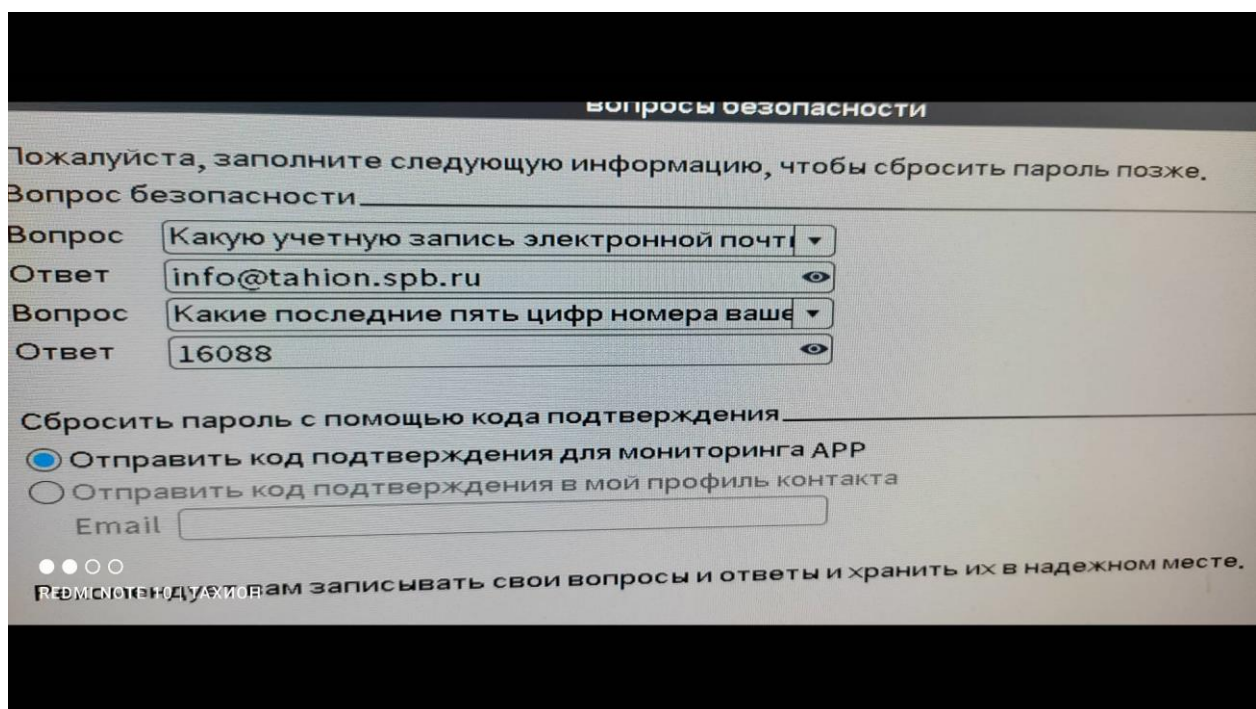 Вопросы безопасности
Пожалуйста, заполните следующую информацию, чтобы сбросить пароль позже.
Вопрос безопасности
Вопрос Какую учетную запись электронной почт
Ответ info@tahion.spb.ru
Вопрос Какие последние пять цифр номера ваше
Ответ 16088
Сбросить пароль с помощью кода подтверждения
Отправить код подтверждения для мониторинга APP
Отправить код подтверждения в мой профиль контакта
Email
вам записывать свои вопросы и ответы и хранить их в надежном месте.
REDMI NOTE 10 | ТАХИОН